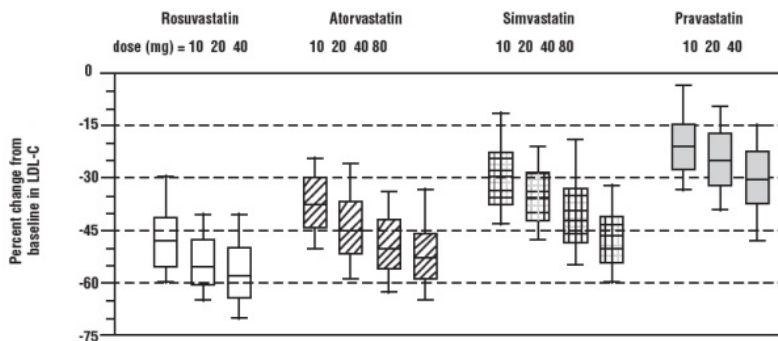 Rosuvastatin Atorvastatin Simvastatin Pravastatin
dose (mg) = 10 20 40 10 20 40 80 10 20 40 80 10 20 40
0
-15
-30
-45
-60
-75
Percent change from
baseline in LDL-C